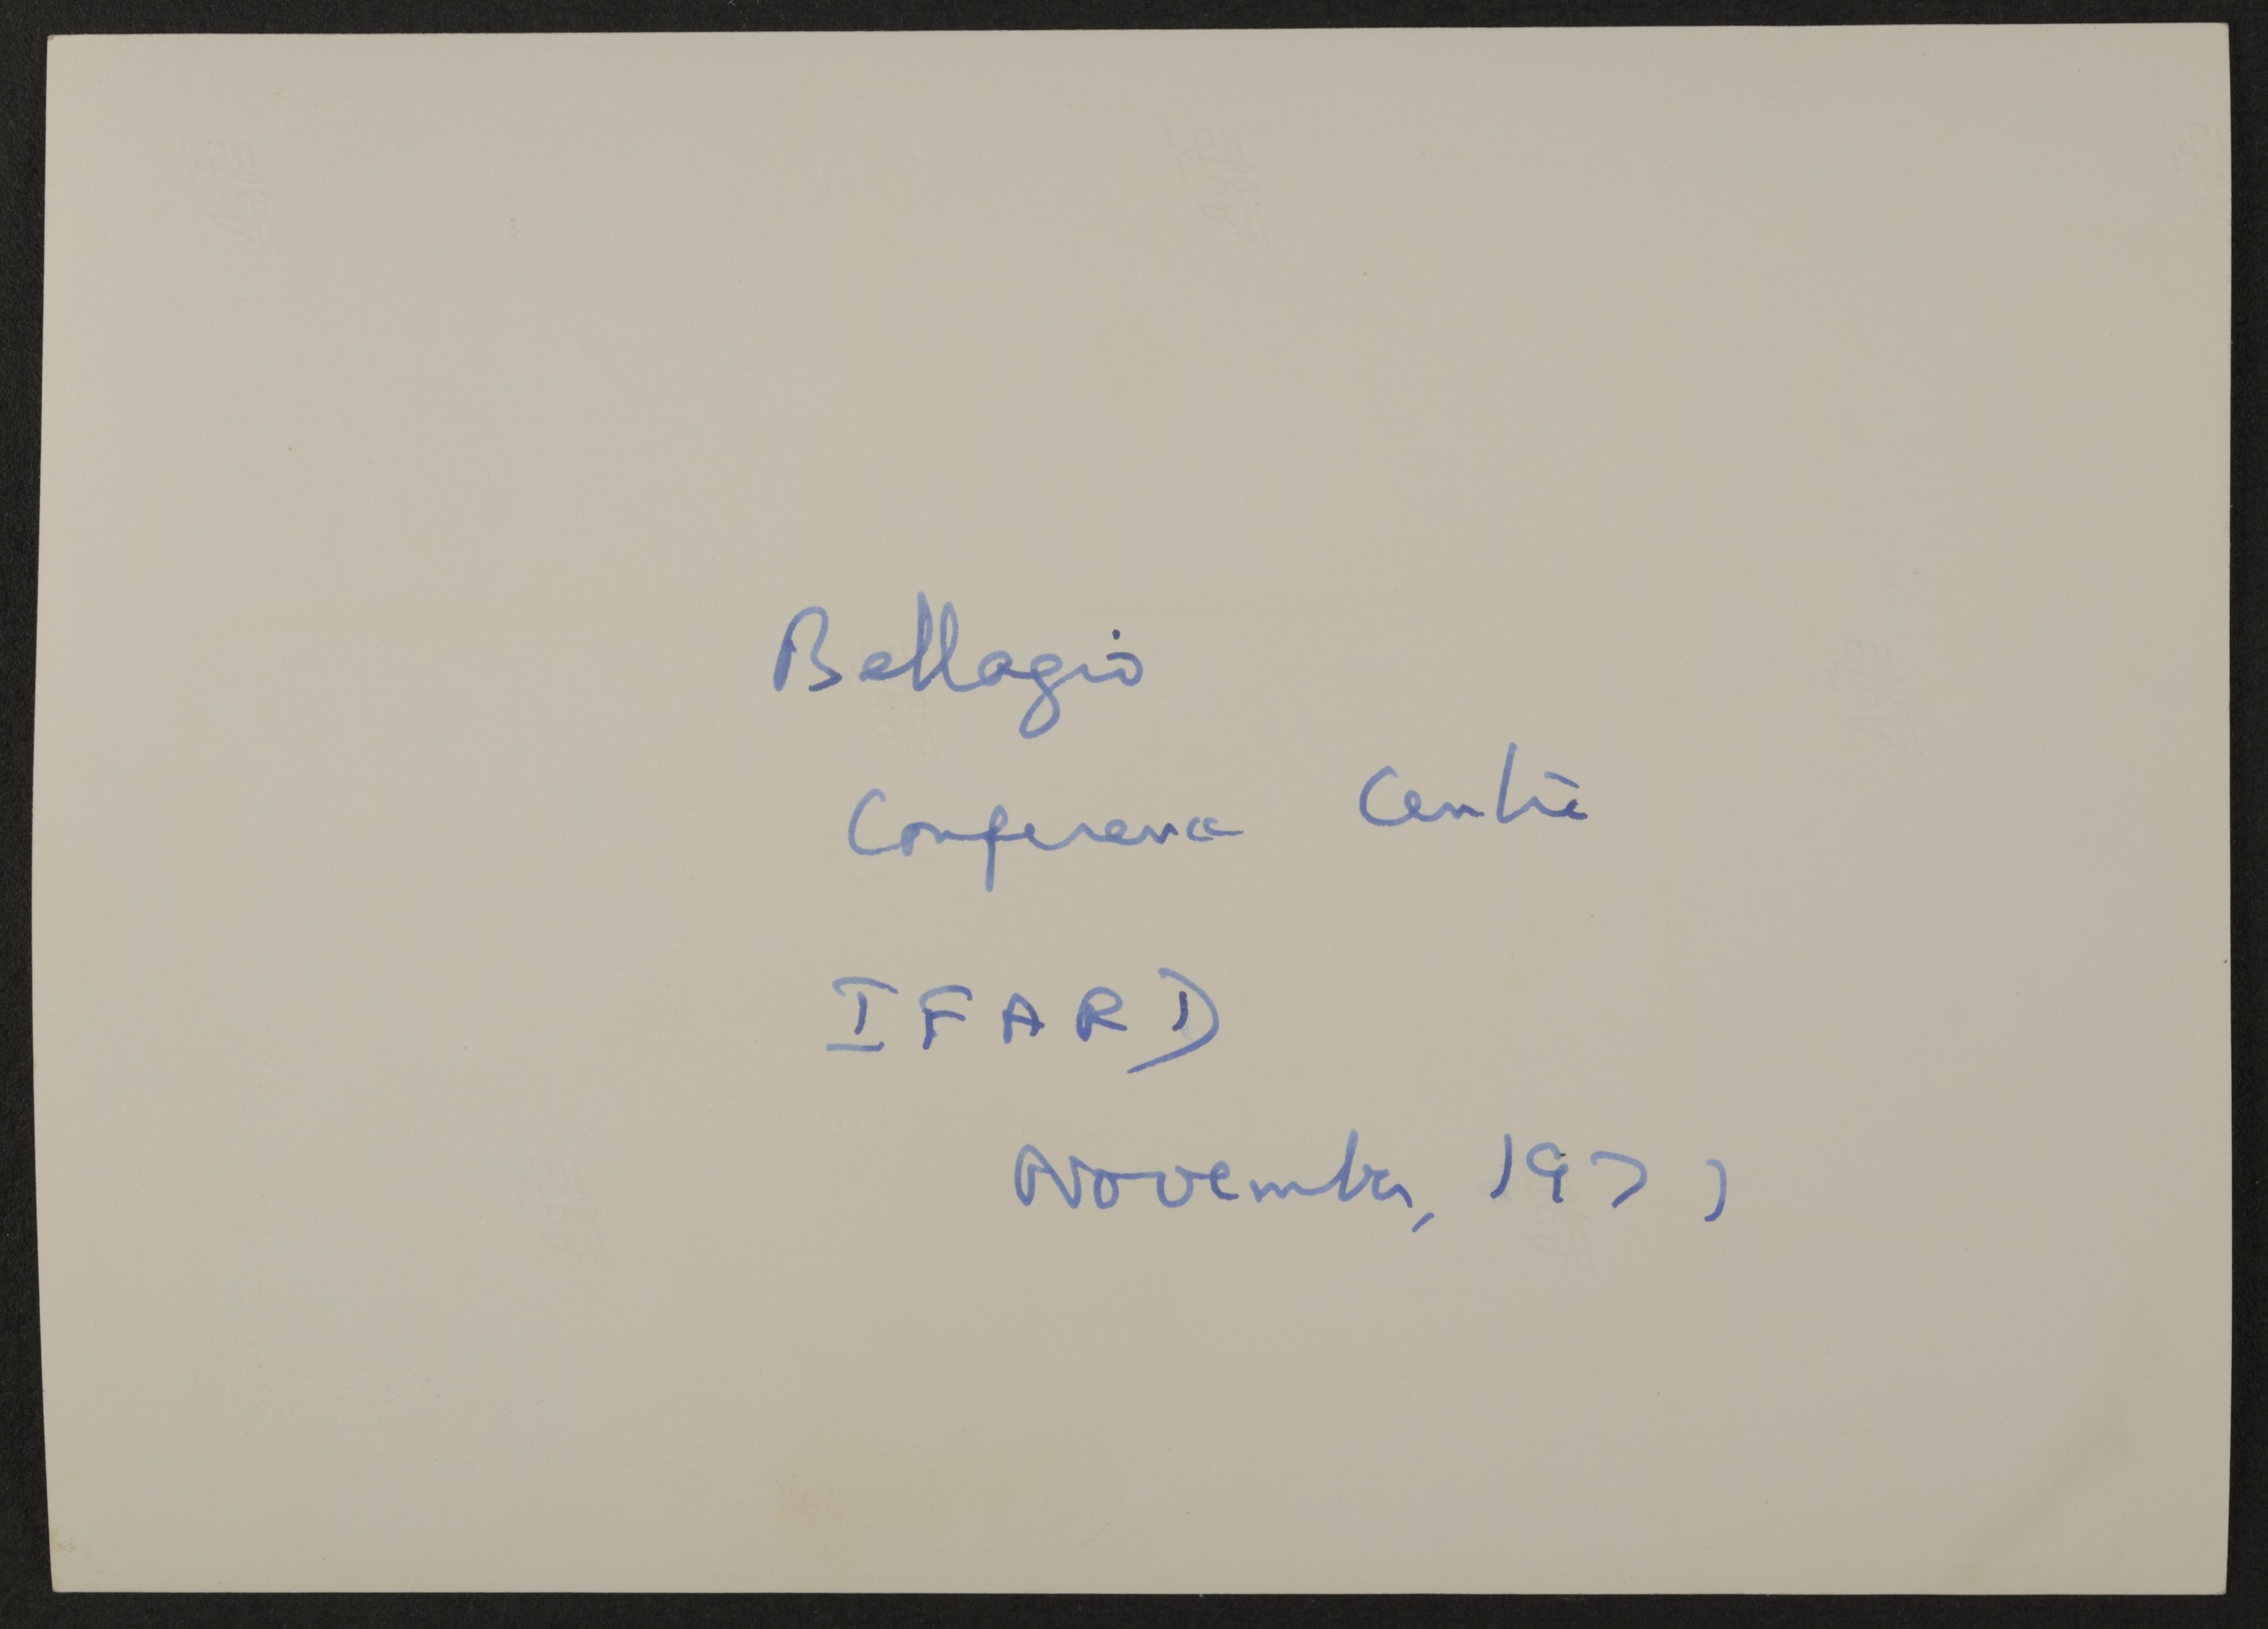 Bellagio
Conference Centre
IFARD
November, 1977